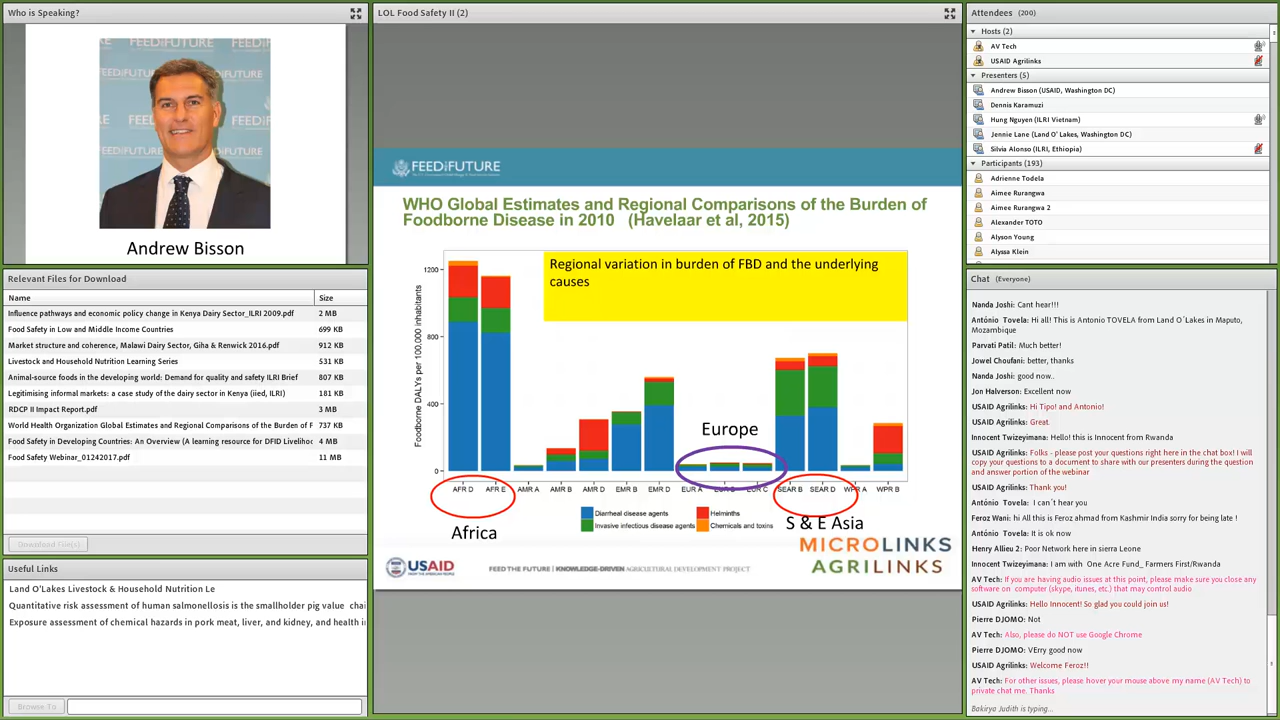 Who is Speaking?
FEED THE FUTURE
Andrew Bisson
Relevant Files for Download
Name Size
Influence pathways and economic policy change in Kenya Dairy Sector_ILRI 2009.pdf 2 MB
Food Safety in Low and Middle Income Countries 699 KB
Market structure and coherence, Malawi Dairy Sector, Giha & Renwick 2016.pdf 912 KB
Livestock and Household Nutrition Learning Series 531 KB
Animal-source foods in the developing world: Demand for quality and safety ILRI Brief 807 KB
Legitimising informal markets: a case study of the dairy sector in Kenya (iied, ILRI) 181 KB
RDCP II Impact Report.pdf 3 MB
World Health Organization Global Estimates and Regional Comparisons of the Burden of F 737 KB
Food Safety in Developing Countries: An Overview (A learning resource for DFID Livelihoo 4 MB
Food Safety Webinar_01242017.pdf 11 MB
Download File(s)
Useful Links
Land O'Lakes Livestock & Household Nutrition Le
Quantitative risk assessment of human salmonellosis is the smallholder pig value chai
Exposure assessment of chemical hazards in pork meat, liver, and kidney, and health i
Browse To
LOL Food Safety II (2)
FEED THE FUTURE
WHO Global Estimates and Regional Comparisons of the Burden of
Foodborne Disease in 2010 (Havelaar et al, 2015)
Regional variation in burden of FBD and the underlying
causes
Foodborne DALYs per 100,000 inhabitants
1200
800
400
0
Europe
AFR D AFR E AMR A AMR B AMR D EMR B EMR D EUR A EUR B EUR C SEAR B SEAR D WPR A WPR B
Africa
S & E Asia
Diarrheal disease agents Helminths
Invasive infectious disease agents Chemicals and toxins
MICROLINKS
AGRILINKS
USAID
FROM THE AMERICAN PEOPLE
FEED THE FUTURE | KNOWLEDGE-DRIVEN AGRICULTURAL DEVELOPMENT PROJECT
Attendees (200)
Hosts (2)
AV Tech
USAID Agrilinks
Presenters (5)
Andrew Bisson (USAID, Washington DC)
Dennis Karamuzi
Hung Nguyen (ILRI Vietnam)
Jennie Lane (Land O' Lakes, Washington DC)
Silvia Alonso (ILRI, Ethiopia)
Participants (193)
Adrienne Todela
Aimee Rurangwa
Aimee Rurangwa 2
Alexander TOTO
Alyson Young
Alyssa Klein
Chat (Everyone)
Nanda Joshi: Cant hear!!!
António Tovela: Hi all! This is Antonio TOVELA from Land O´Lakes in Maputo,
Mozambique
Parvati Patil: Much better!
Jowel Choufani: better, thanks
Nanda Joshi: good now..
Jon Halverson: Excellent now
USAID Agrilinks: Hi Tipo! and Antonio!
USAID Agrilinks: Great.
Innocent Twizeyimana: Hello! this is Innocent from Rwanda
USAID Agrilinks: Folks - please post your questions right here in the chat box! I will
copy your questions to a document to share with our presenters during the question
and answer portion of the webinar
USAID Agrilinks: Thank you!
António Tovela: I can´t hear you
Feroz Wani: hi All this is Feroz ahmad from Kashmir India sorry for being late !
António Tovela: It is ok now
Henry Allieu 2: Poor Network here in sierra Leone
Innocent Twizeyimana: I am with One Acre Fund_ Farmers First/Rwanda
AV Tech: If you are having audio issues at this point, please make sure you close any
software on computer (skype, itunes, etc.) that may control audio
USAID Agrilinks: Hello Innocent! So glad you could join us!
Pierre DJOMO: Not
AV Tech: Also, please do NOT use Google Chrome
Pierre DJOMO: VErry good now
USAID Agrilinks: Welcome Feroz!!
AV Tech: For other issues, please hover your mouse above my name (AV Tech) to
private chat me. Thanks
Bakirya Judith is typing...